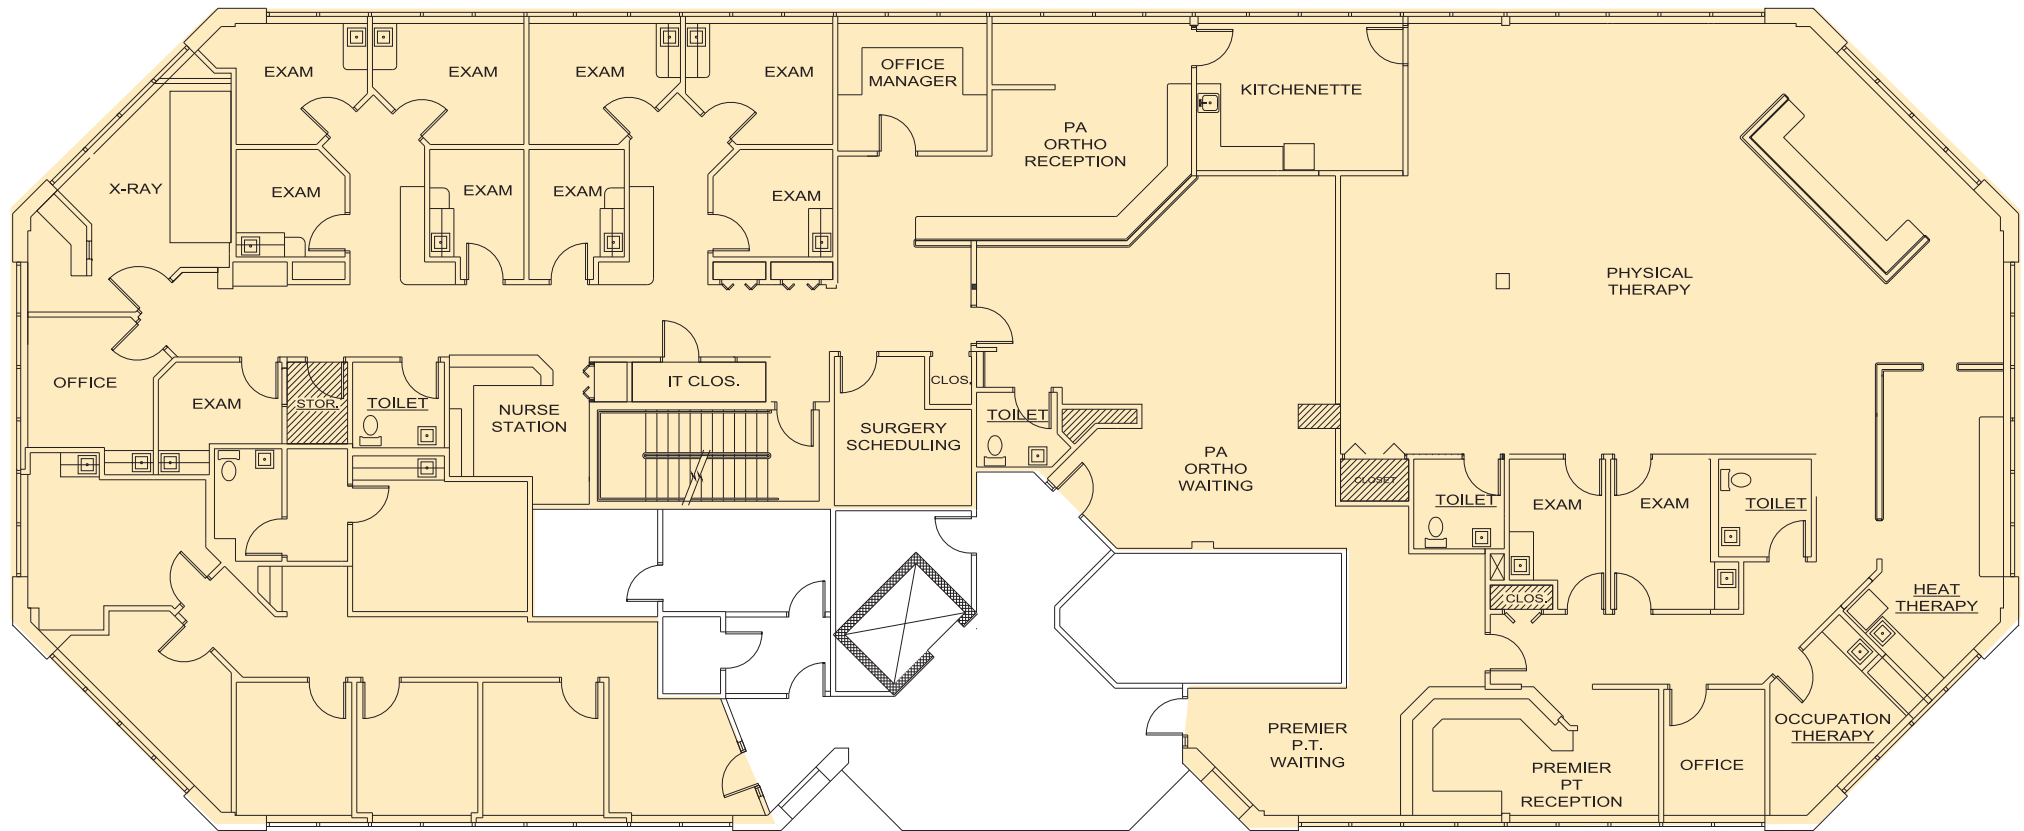 EXAM
EXAM
EXAM
EXAM
OFFICE
MANAGER
KITCHENETTE
PA
ORTHO
RECEPTION
X-RAY
EXAM
EXAM
EXAM
EXAM
PHYSICAL
THERAPY
OFFICE
EXAM
STOR.
TOILET
NURSE
STATION
IT CLOS.
CLOS.
SURGERY
SCHEDULING
TOILET
PA
ORTHO
WAITING
CLOSET
TOILET
EXAM
EXAM
TOILET
CLOS.
HEAT
THERAPY
OCCUPATION
THERAPY
PREMIER
P.T.
WAITING
PREMIER
PT
RECEPTION
OFFICE